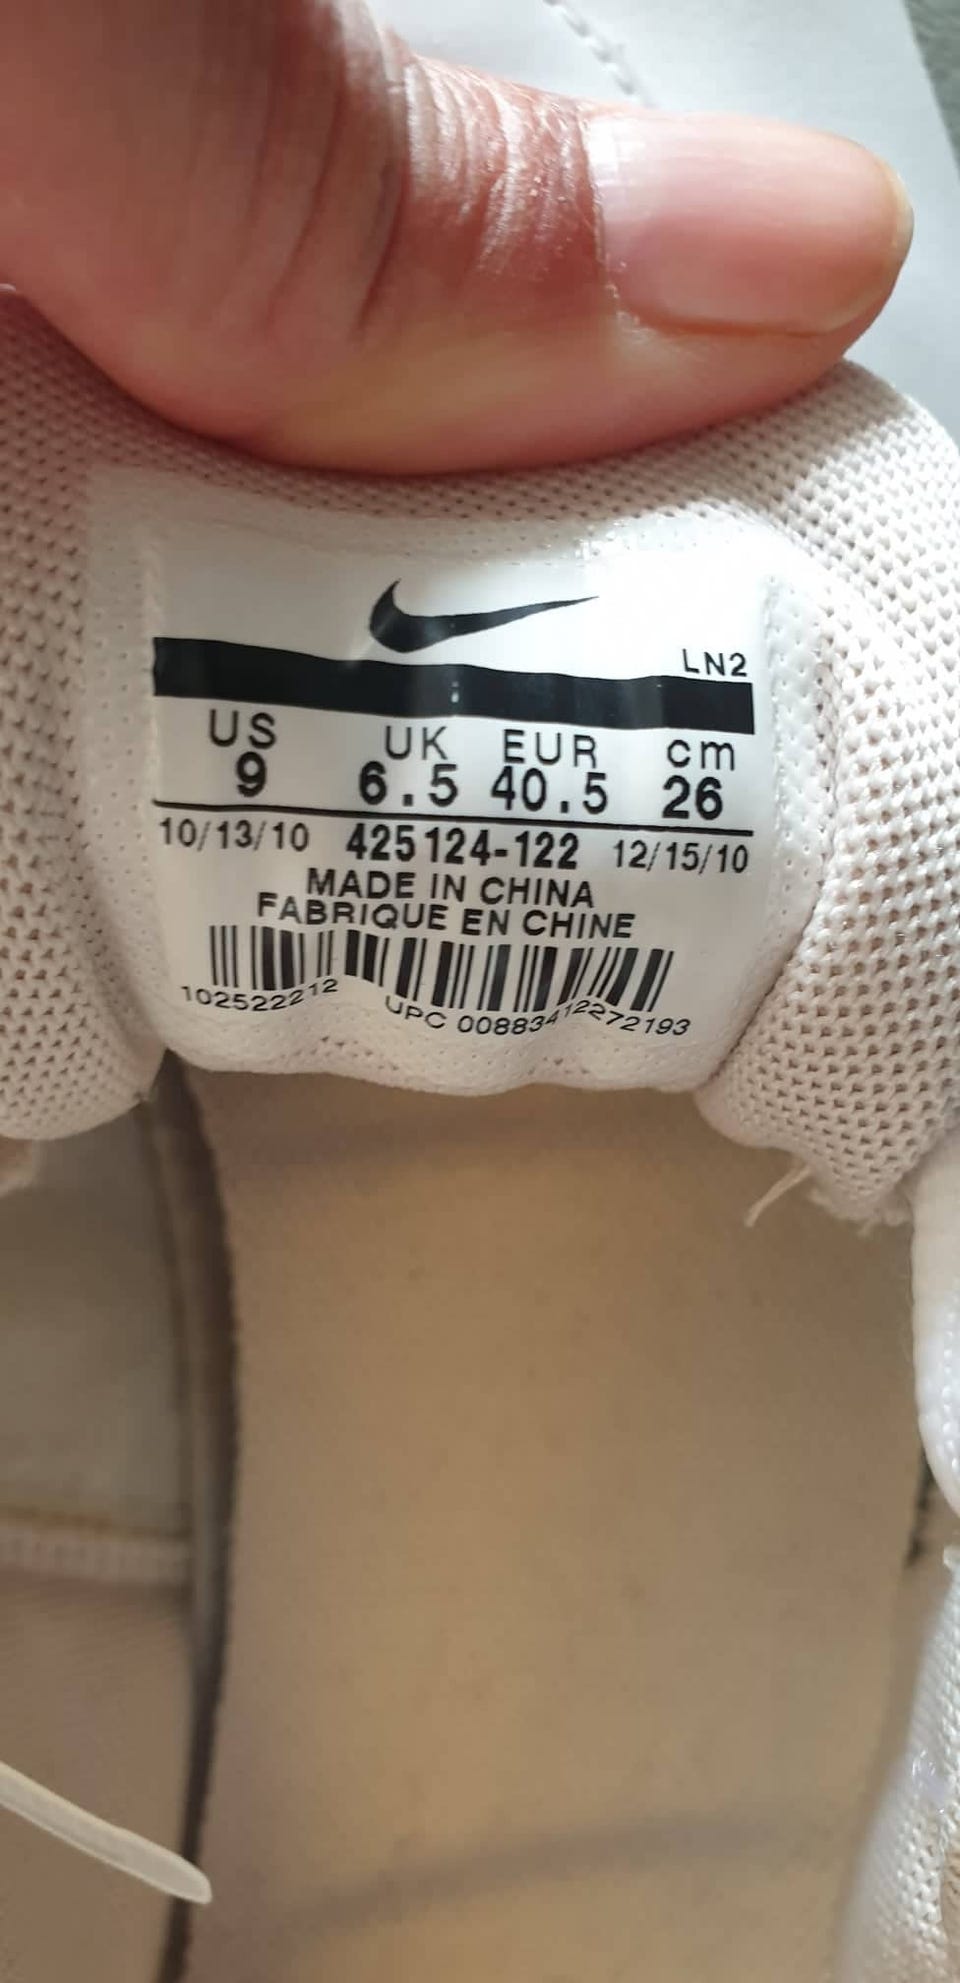 LN2
US UK EUR cm
9 6.5 40.5 26
10/13/10 425124-122 12/15/10
MADE IN CHINA
FABRIQUE EN CHINE
102522212 UPC 00883412272193